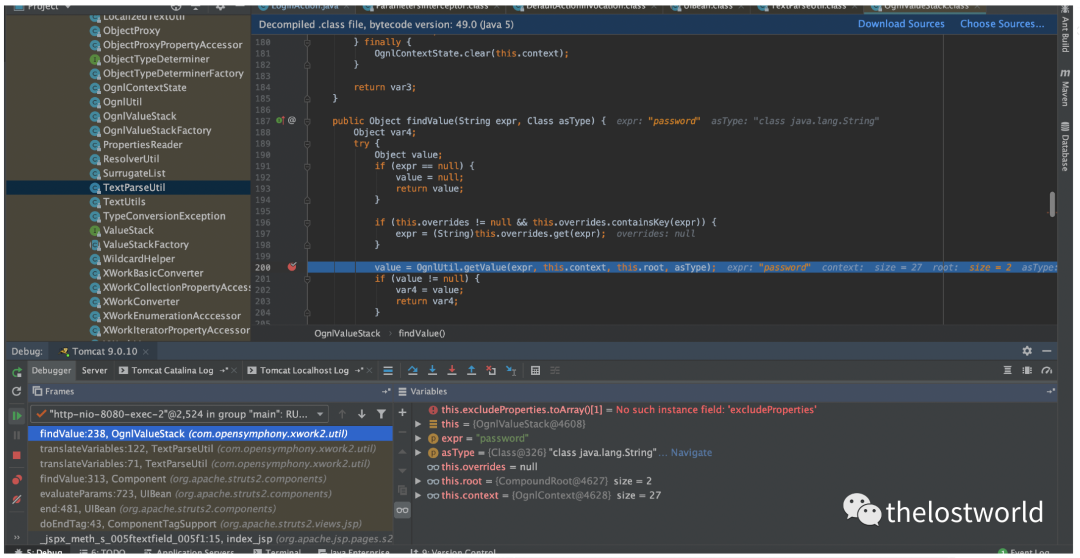 Project
LoginAction.java
ParametersInterceptor.class
DefaultActionInvocation.class
UIBean.class
TextParseUtil.class
OgnlValueStack.class
LocalizedTextUtil
ObjectProxy
ObjectProxyPropertyAccessor
ObjectTypeDeterminer
ObjectTypeDeterminerFactory
OgnlContextState
OgnlUtil
OgnlValueStack
OgnlValueStackFactory
PropertiesReader
ResolverUtil
SurrugateList
TextParseUtil
TextUtils
TypeConversionException
ValueStack
ValueStackFactory
WildcardHelper
XWorkBasicConverter
XWorkCollectionPropertyAcces
XWorkConverter
XWorkEnumerationAcccessor
XWorkIteratorPropertyAccessor
Decompiled .class file, bytecode version: 49.0 (Java 5)
Download Sources
Choose Sources...
180 } finally {
181 OgnlContextState.clear(this.context);
182 }
183
184 return var3;
185 }
186
187 @ public Object findValue(String expr, Class asType) { expr: "password" asType: "class java.lang.String"
188 Object var4;
189 try {
190 Object value;
191 if (expr == null) {
192 value = null;
193 return value;
194 }
195
196 if (this.overrides != null && this.overrides.containsKey(expr)) {
197 expr = (String)this.overrides.get(expr); overrides: null
198 }
199
200 value = OgnlUtil.getValue(expr, this.context, this.root, asType); expr: "password" context: size = 27 root: size = 2 asType:
201 if (value != null) {
202 var4 = value;
203 return var4;
204 }
205
OgnlValueStack › findValue()
Ant Build
m Maven
Database
Debug: Tomcat 9.0.10 ×
Debugger Server Tomcat Catalina Log →* × Tomcat Localhost Log →* ×
Frames →*
Variables →*
"http-nio-8080-exec-2"@2,524 in group "main": RU...
findValue:238, OgnlValueStack (com.opensymphony.xwork2.util)
translateVariables:122, TextParseUtil (com.opensymphony.xwork2.util)
translateVariables:71, TextParseUtil (com.opensymphony.xwork2.util)
findValue:313, Component (org.apache.struts2.components)
evaluateParams:723, UIBean (org.apache.struts2.components)
end:481, UIBean (org.apache.struts2.components)
doEndTag:43, ComponentTagSupport (org.apache.struts2.views.jsp)
_jspx_meth_s_005ftextfield_005f1:15, index_jsp (org.apache.jsp.pages.s2
this.excludeProperties.toArray()[1] = No such instance field: 'excludeProperties'
this = {OgnlValueStack@4608}
expr = "password"
asType = {Class@326} "class java.lang.String"... Navigate
this.overrides = null
this.root = {CompoundRoot@4627} size = 2
this.context = {OgnlContext@4628} size = 27
thelostworld
5: Debug
6: TODO
Application Servers
Terminal
Java Enterprise
9: Version Control
1 Event Log